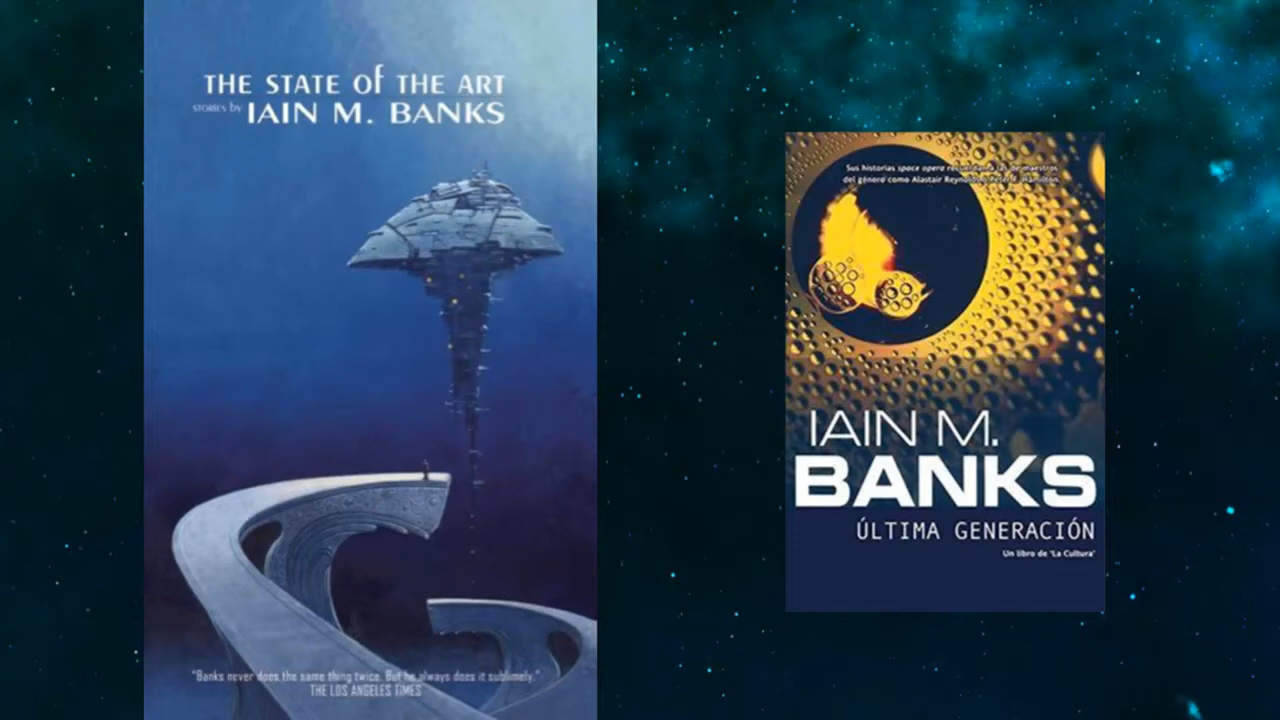 THE STATE of THE ART
STORIES by IAIN M. BANKS
"Banks never does the same thing twice. But he always does it sublimely."
THE LOS ANGELES TIMES
Sus historias space opera recuerdan a las de maestros
del género como Alastair Reynolds o Peter F. Hamilton.
IAIN M.
BANKS
ÚLTIMA GENERACIÓN
Un libro de 'La Cultura'